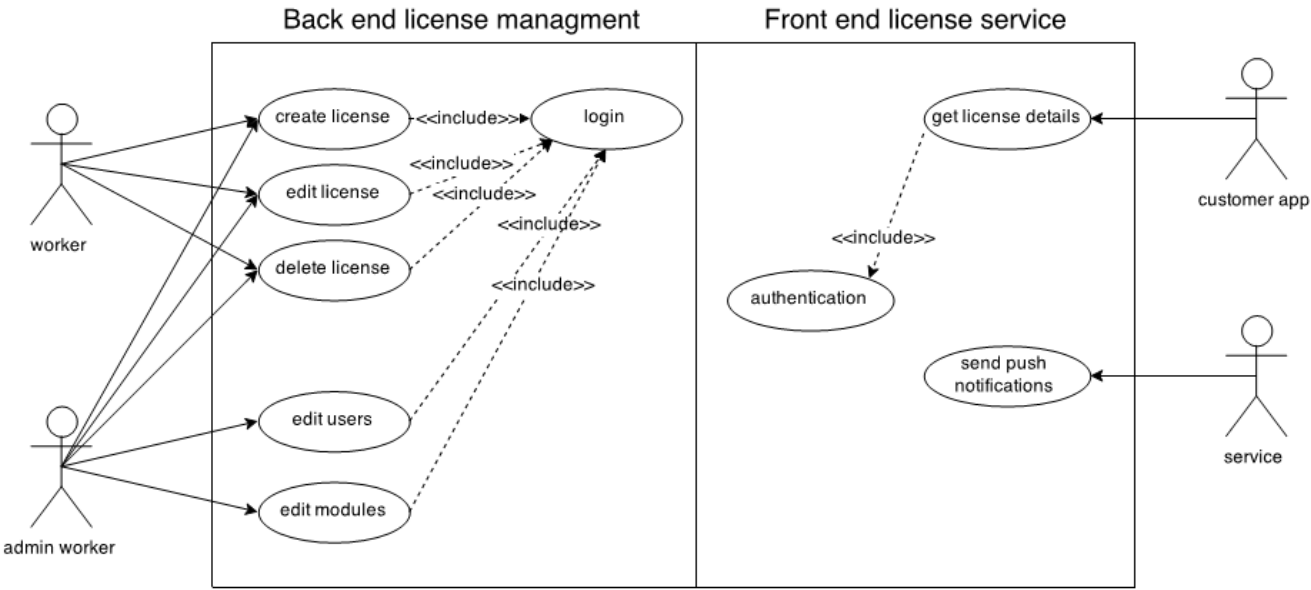 Back end license managment
Front end license service
create license
<<include>>
login
get license details
<<include>>
edit license
<<include>>
customer app
worker
<<include>>
<<include>>
delete license
<<include>>
authentication
send push
notifications
edit users
service
edit modules
admin worker